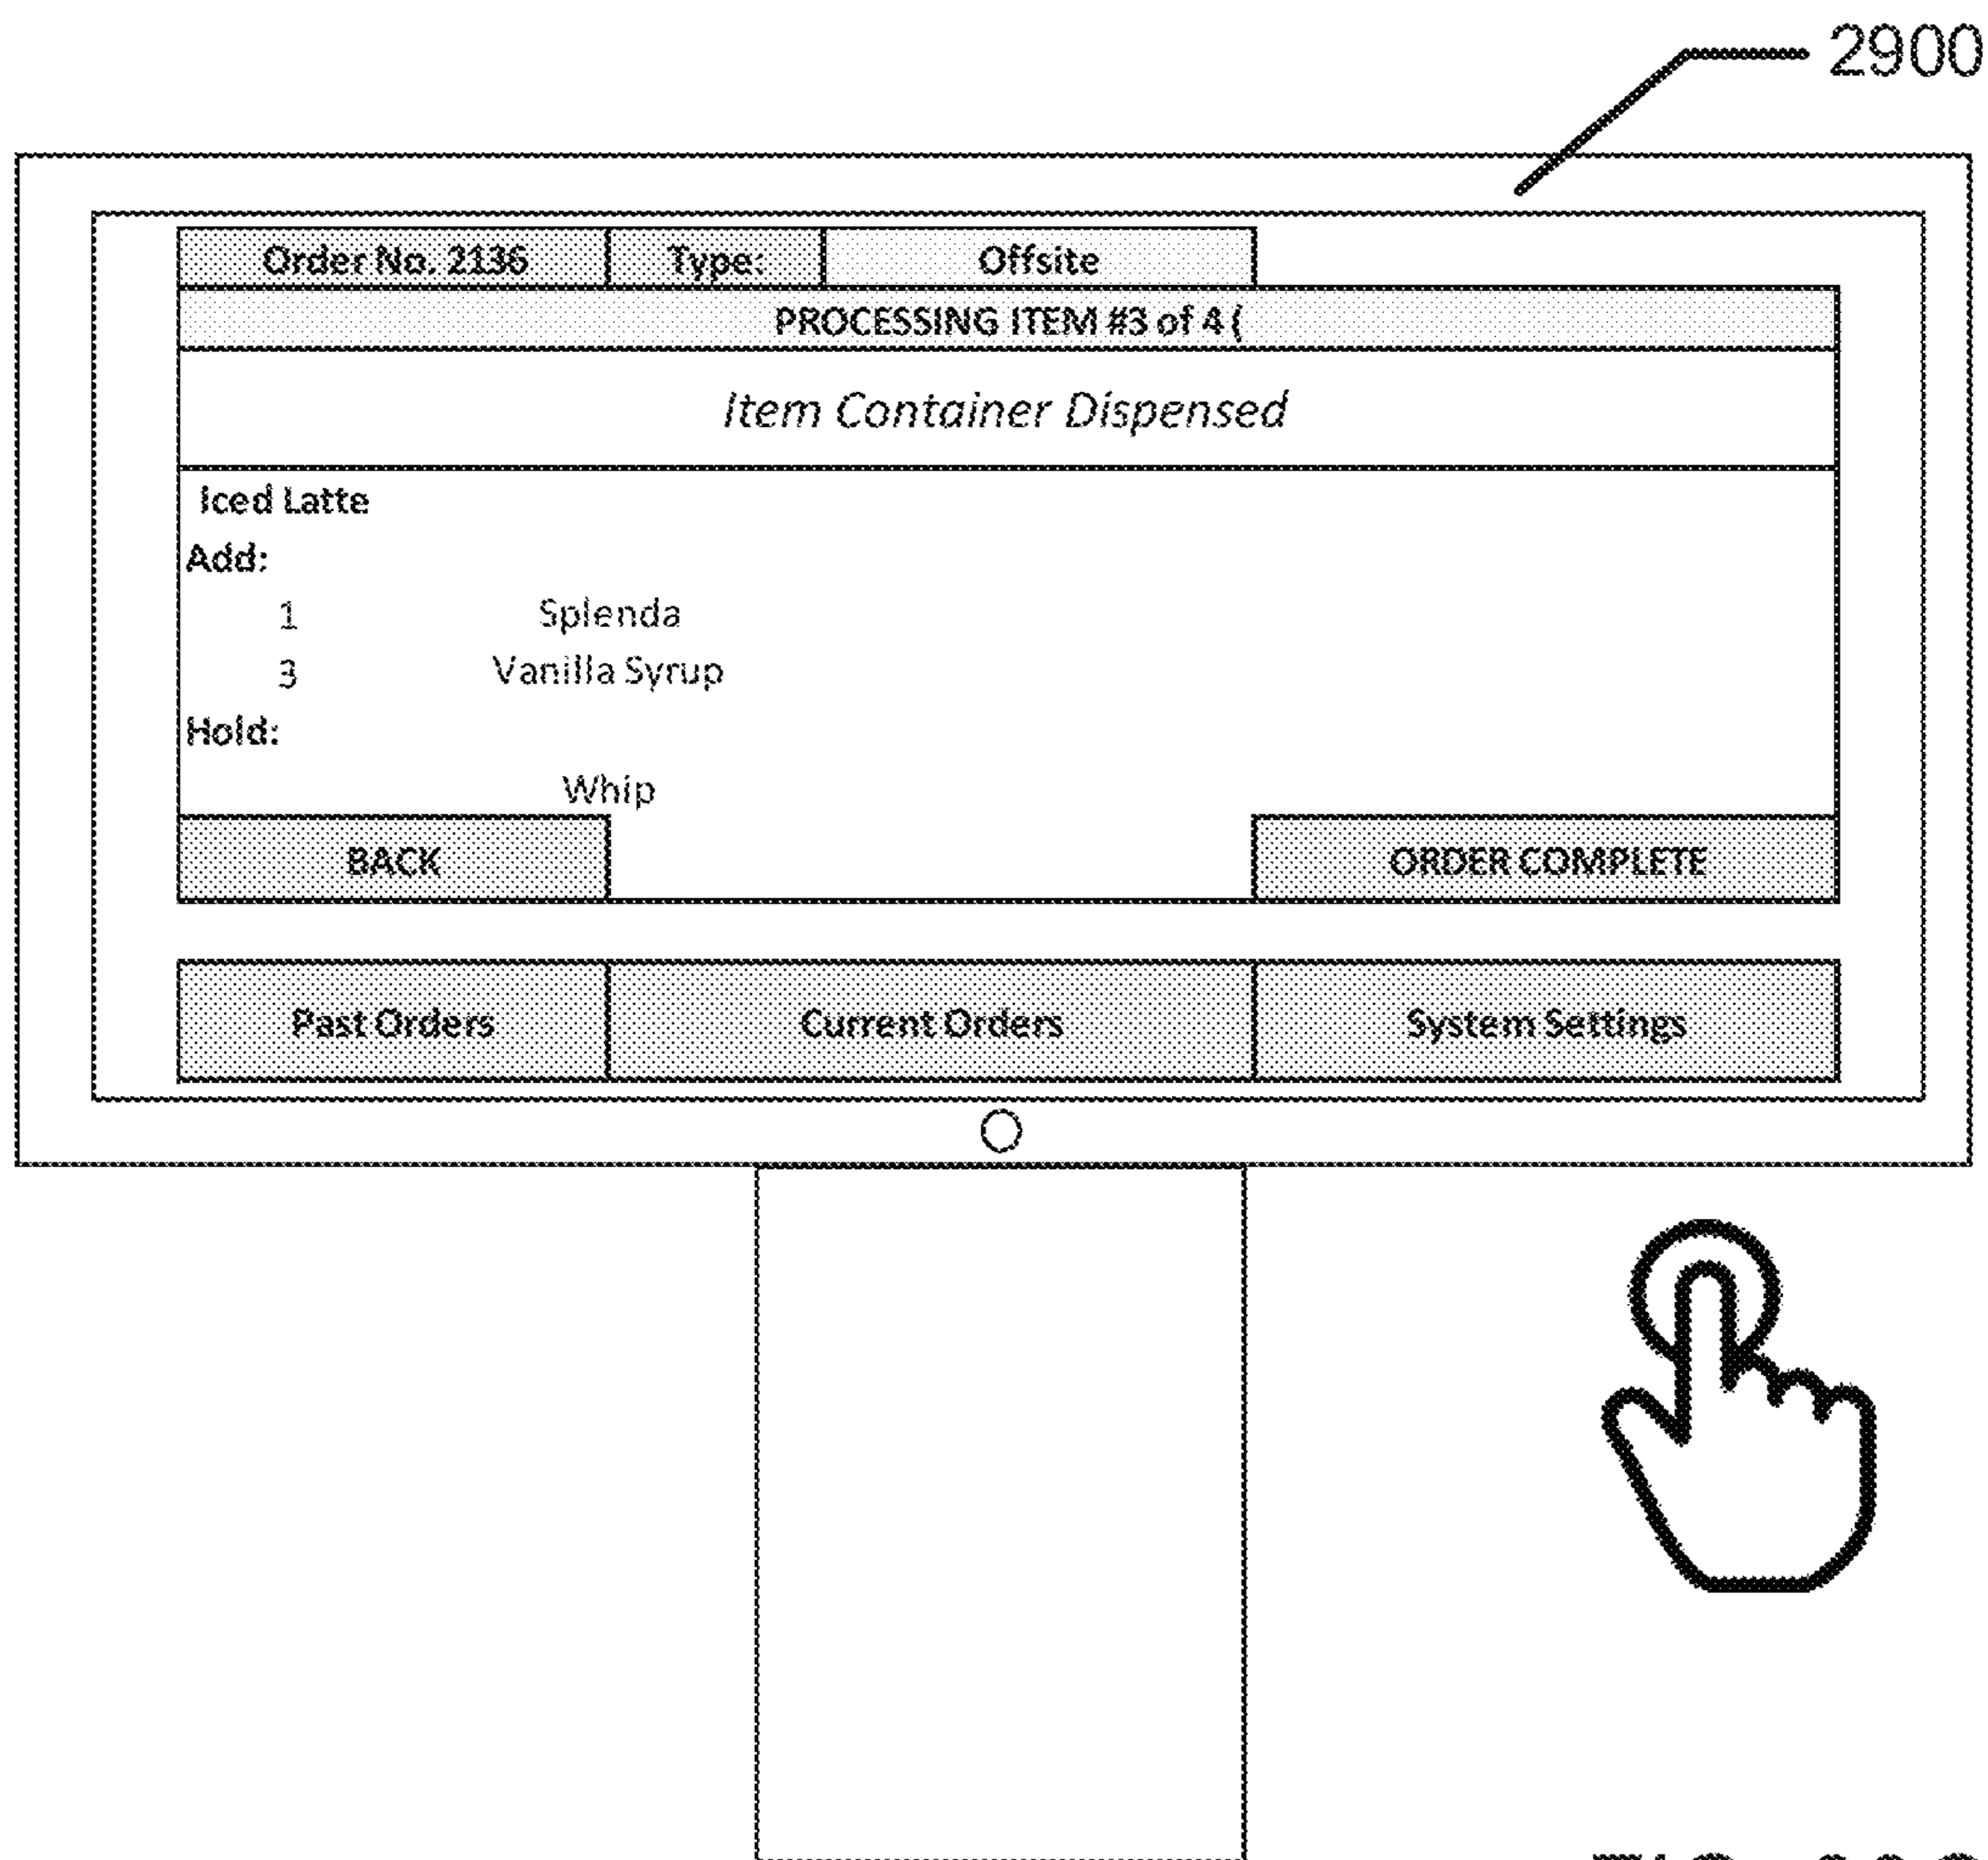 2900
Order No. 2136 Type: Offsite
PROCESSING ITEM #3 of 4 (
Item Container Dispensed
Iced Latte
Add:
1 Splenda
3 Vanilla Syrup
Hold:
Whip
BACK ORDER COMPLETE
Past Orders Current Orders System Settings